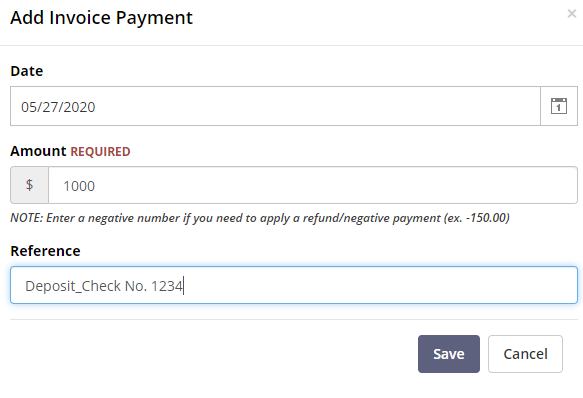 Add Invoice Payment
×
Date
05/27/2020
1
Amount REQUIRED
$ 1000
NOTE: Enter a negative number if you need to apply a refund/negative payment (ex. -150.00)
Reference
Deposit_Check No. 1234
Save Cancel